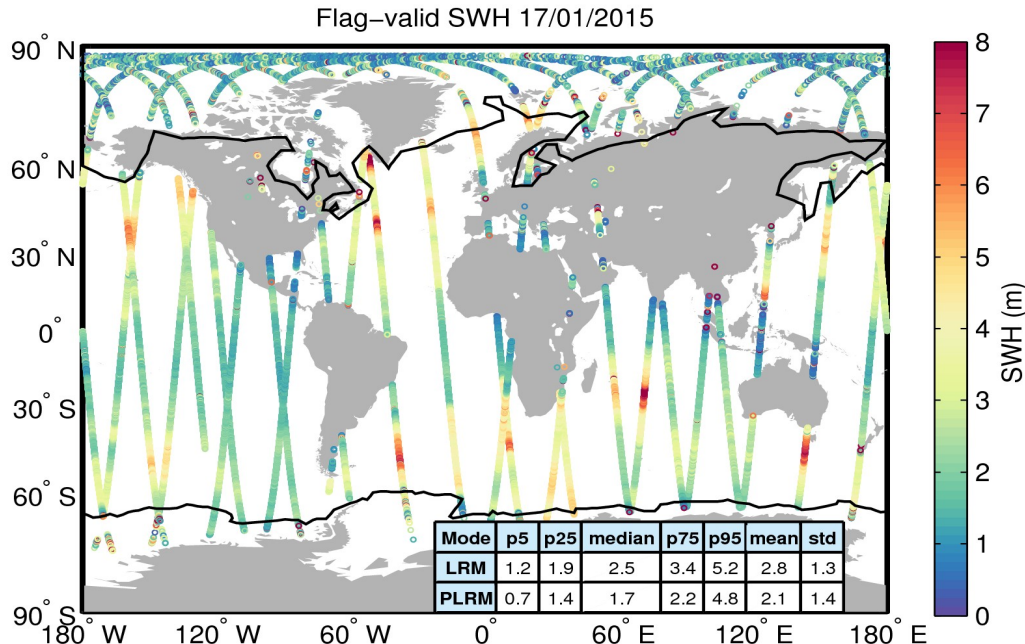 Flag-valid SWH 17/01/2015
90° N
60° N
30° N
0°
30° S
60° S
90° S
180° W
120° W
60° W
0°
60° E
120° E
180° E
Mode p5 p25 median p75 p95 mean std
LRM 1.2 1.9 2.5 3.4 5.2 2.8 1.3
PLRM 0.7 1.4 1.7 2.2 4.8 2.1 1.4
8
7
6
5
4
3
2
1
0
SWH (m)